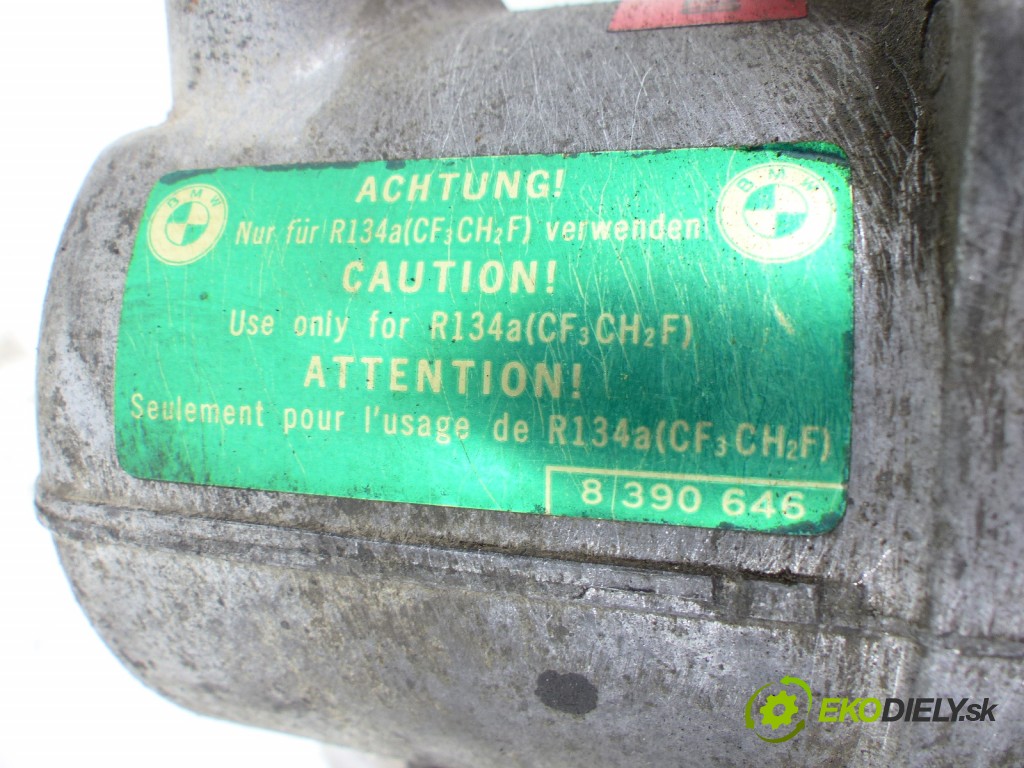 ACHTUNG!
BMW
Nur für R134a(CF₃CH₂F) verwenden!
BMW
CAUTION!
Use only for R134a(CF₃CH₂F)
ATTENTION!
Seulement pour l'usage de R134a(CF₃CH₂F)
8 390 646
EKODIELY.sk